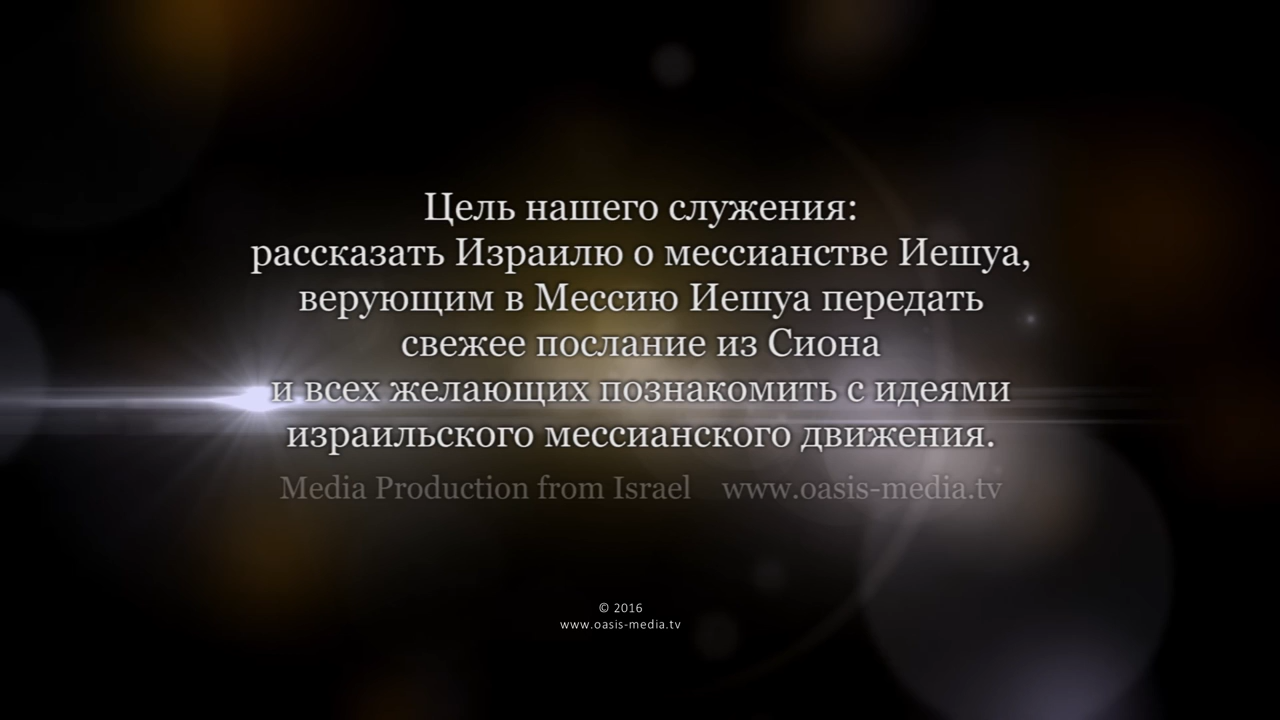 Цель нашего служения:
рассказать Израилю о мессианстве Иешуа,
верующим в Мессию Иешуа передать
свежее послание из Сиона
и всех желающих познакомить с идеями
израильского мессианского движения.
Media Production from Israel www.oasis-media.tv
© 2016
www.oasis-media.tv